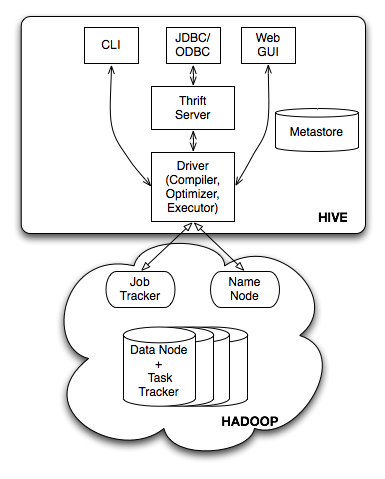 CLI
JDBC/
ODBC
Web
GUI
Thrift
Server
Metastore
Driver
(Compiler,
Optimizer,
Executor)
HIVE
Job
Tracker
Name
Node
Data Node
+
Task
Tracker
HADOOP